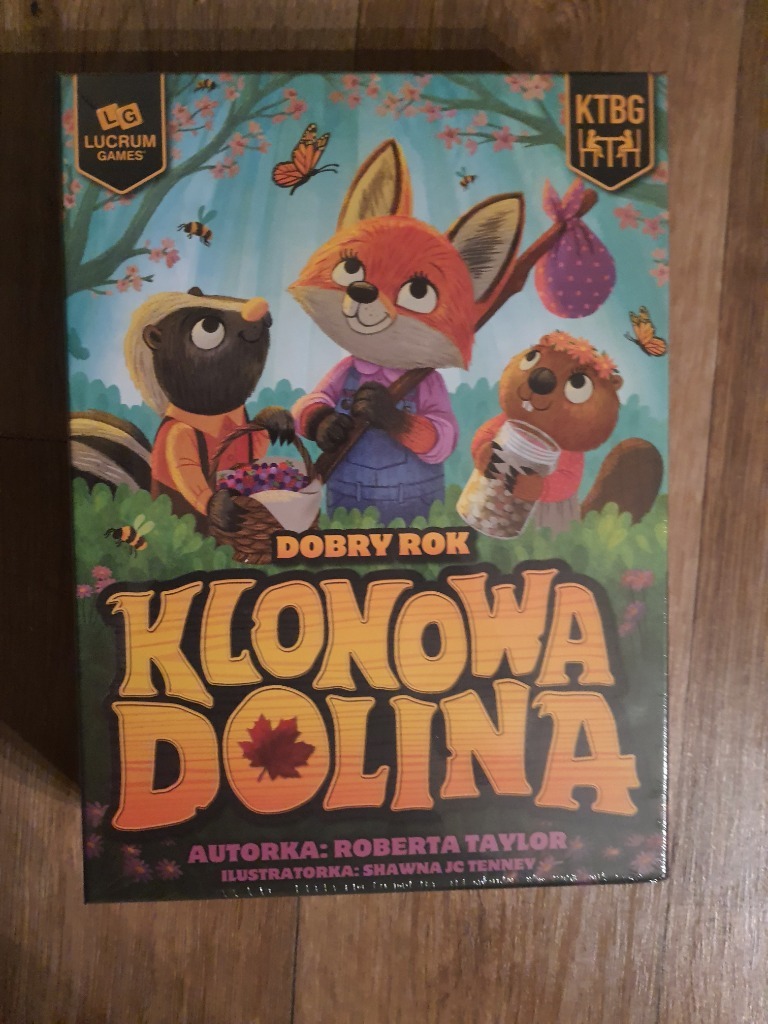 LG
LUCRUM
GAMES
KTBG
DOBRY ROK
KLONOWA
DOLINA
AUTORKA: ROBERTA TAYLOR
ILUSTRATORKA: SHAWNA JC TENNEY